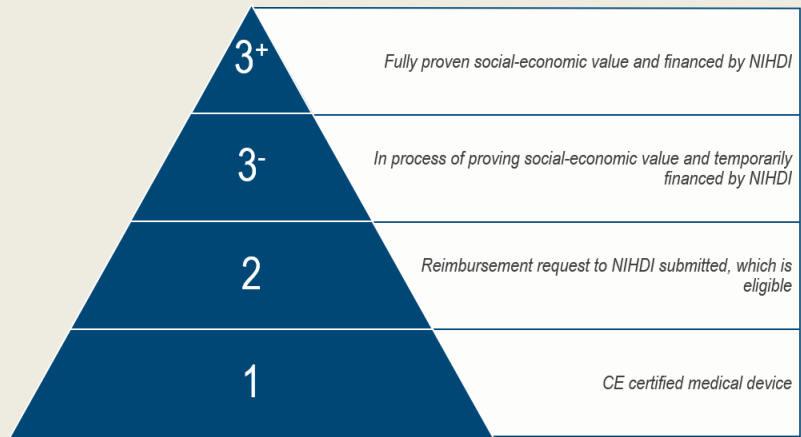 3+
Fully proven social-economic value and financed by NIHDI
3-
In process of proving social-economic value and temporarily
financed by NIHDI
2
Reimbursement request to NIHDI submitted, which is
eligible
1
CE certified medical device